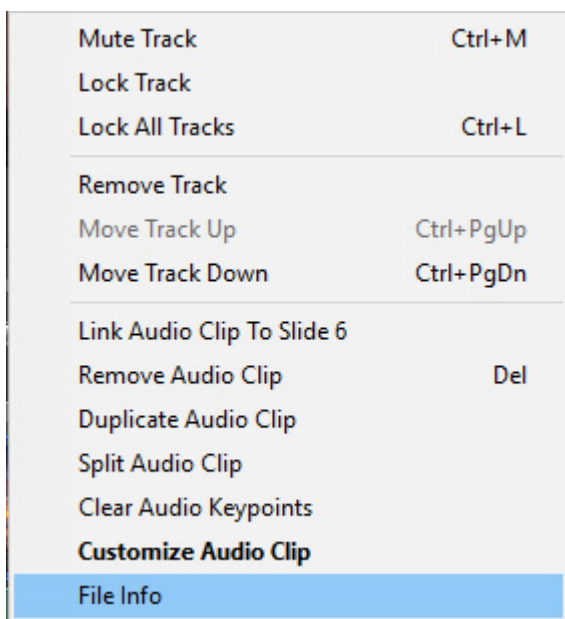 Mute Track Ctrl+M
Lock Track
Lock All Tracks Ctrl+L
Remove Track
Move Track Up Ctrl+PgUp
Move Track Down Ctrl+PgDn
Link Audio Clip To Slide 6
Remove Audio Clip Del
Duplicate Audio Clip
Split Audio Clip
Clear Audio Keypoints
Customize Audio Clip
File Info